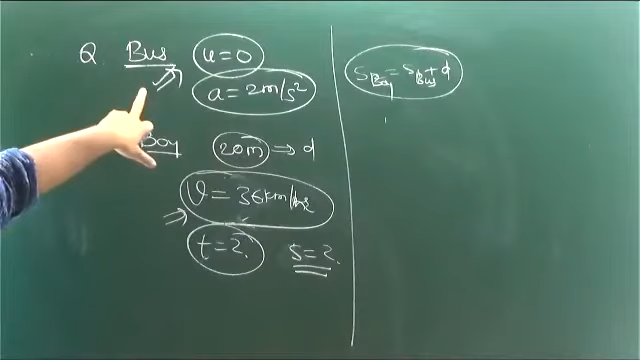 Q Bus u = 0
a = 2m/s²
Boy 20m ⇒ d
v = 36km/hr
t = ?
s = ?
S_Boy = S_Bus + d